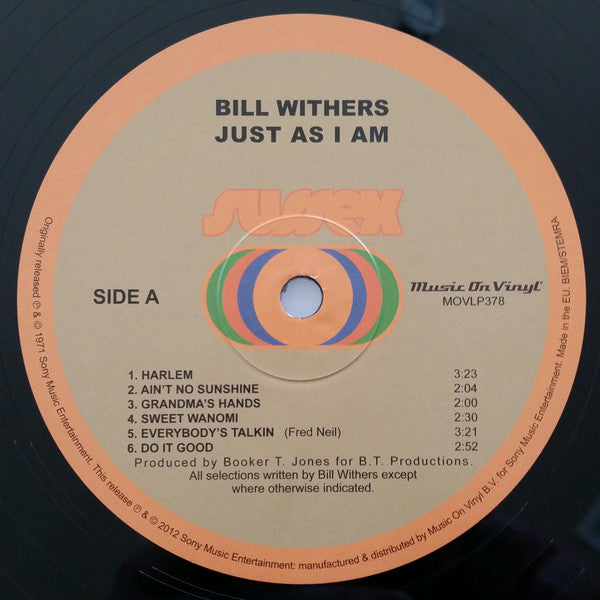 BILL WITHERS
JUST AS I AM
sussex
SIDE A
Music On Vinyl
MOVLP378
1. HARLEM 3:23
2. AIN'T NO SUNSHINE 2:04
3. GRANDMA'S HANDS 2:00
4. SWEET WANOMI 2:30
5. EVERYBODY'S TALKIN (Fred Neil) 3:21
6. DO IT GOOD 2:52
Produced by Booker T. Jones for B.T. Productions.
All selections written by Bill Withers except
where otherwise indicated.
Originally released ℗ & © 1971 Sony Music Entertainment. This release ℗ & © 2012 Sony Music Entertainment: manufactured & distributed by Music On Vinyl B.V. for Sony Music Entertainment. Made in the EU. BIEM/STEMRA